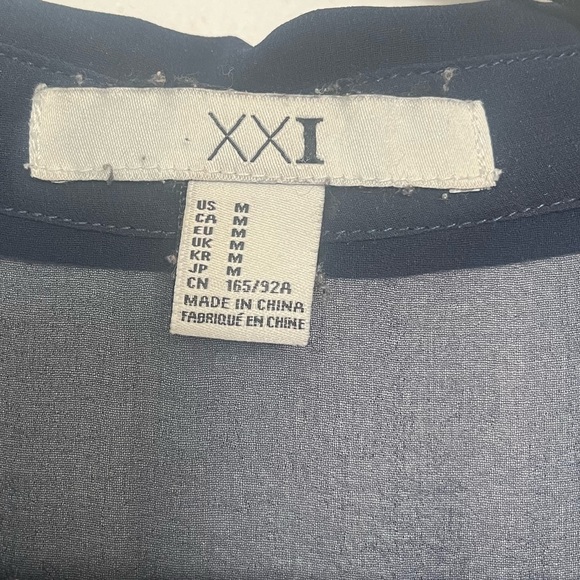 XXI
US M
CA M
EU M
UK M
KR M
JP M
CN 165/92A
MADE IN CHINA
FABRIQUÉ EN CHINE